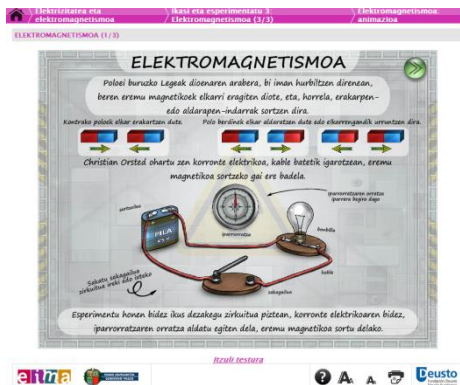 Elektrizitatea eta
elektromagnetismoa
Ikasi eta esperimentatu 3:
Elektromagnetismoa (3/3)
Elektromagnetismoa:
animazioa
ELEKTROMAGNETISMOA (1/3)
ELEKTROMAGNETISMOA
Poloei buruzko Legeak dioenaren arabera, bi iman hurbiltzen direnean,
beren eremu magnetikoek elkarri eragiten diote, eta, horrela, erakarpen-
edo aldarapen-indarrak sortzen dira.
Kontrako poloek elkar erakartzen dute.
Polo berdinek elkar aldaratzen dute edo elkarrengandik urruntzen dira.
Christian Orsted ohartu zen korronte elektrikoa, kable batetik igarotzean, eremu
magnetikoa sortzeko gai ere badela.
iparrorratzaren orratza
iparrera begira dago
sorgailua
PILA
iparrorratza
bonbilla
kablea
Sakatu sakagailua
zirkuitua ireki edo ixteko
sakagailua
Esperimentu honen bidez ikus dezakegu zirkuitua piztean, korronte elektrikoaren bidez,
iparrorratzaren orratza aldatu egiten dela, eremu magnetikoa sortu delako.
Itzuli testura
elima
A
A
Deusto